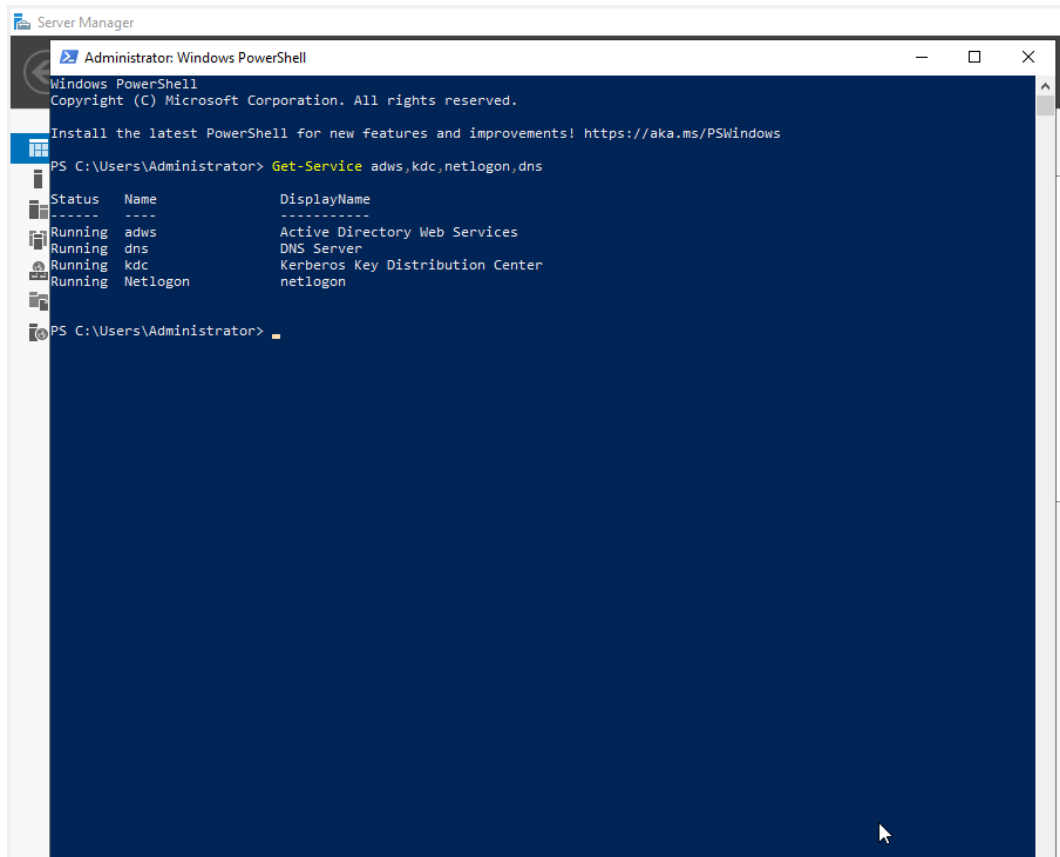 Server Manager
Administrator: Windows PowerShell
Windows PowerShell
Copyright (C) Microsoft Corporation. All rights reserved.
Install the latest PowerShell for new features and improvements! https://aka.ms/PSWindows
PS C:\Users\Administrator> Get-Service adws,kdc,netlogon,dns
Status   Name               DisplayName
------   ----               -----------
Running  adws               Active Directory Web Services
Running  dns                DNS Server
Running  kdc                Kerberos Key Distribution Center
Running  Netlogon           netlogon
PS C:\Users\Administrator>